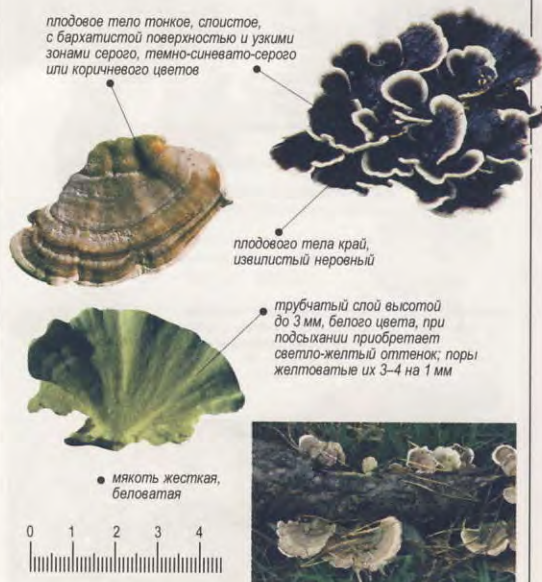 плодовое тело тонкое, слоистое,
с бархатистой поверхностью и узкими
зонами серого, темно-синевато-серого
или коричневого цветов
плодового тела край,
извилистый неровный
трубчатый слой высотой
до 3 мм, белого цвета, при
подсыхании приобретает
светло-желтый оттенок; поры
желтоватые их 3–4 на 1 мм
мякоть жесткая,
беловатая
0 1 2 3 4